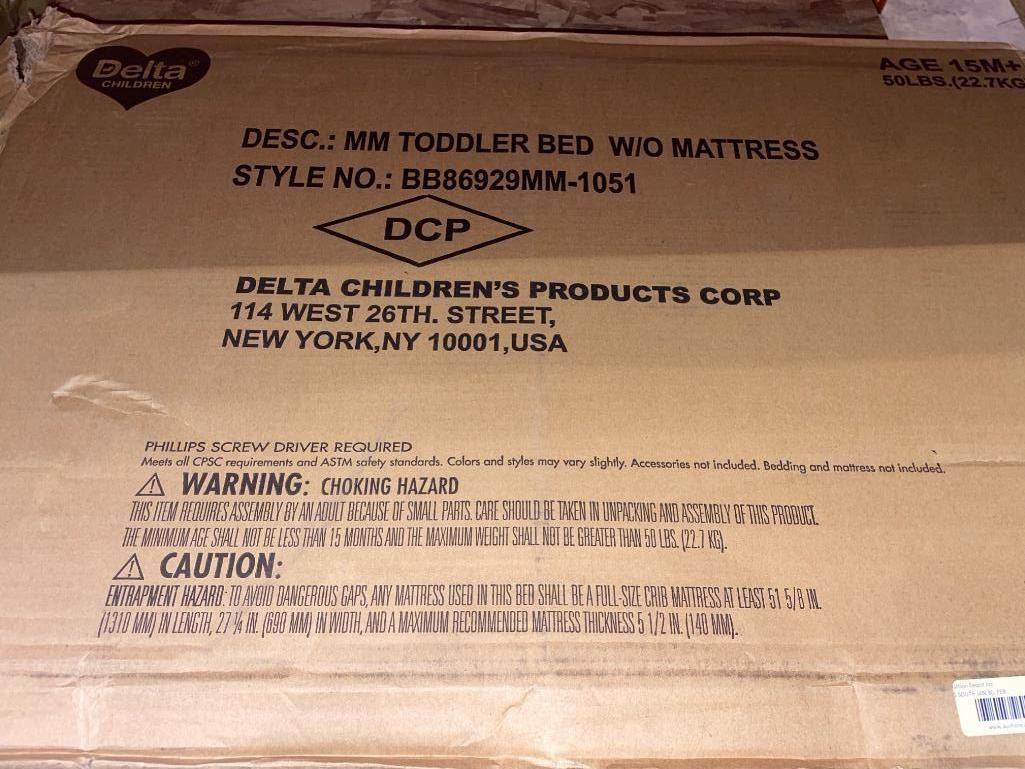 Delta®
CHILDREN
AGE 15M+
50LBS.(22.7KG
DESC.: MM TODDLER BED W/O MATTRESS
STYLE NO.: BB86929MM-1051
DCP
DELTA CHILDREN'S PRODUCTS CORP
114 WEST 26TH. STREET,
NEW YORK,NY 10001,USA
PHILLIPS SCREW DRIVER REQUIRED
Meets all CPSC requirements and ASTM safety standards. Colors and styles may vary slightly. Accessories not included. Bedding and mattress not included.
WARNING: CHOKING HAZARD
THIS ITEM REQUIRES ASSEMBLY BY AN ADULT BECAUSE OF SMALL PARTS. CARE SHOULD BE TAKEN IN UNPACKING AND ASSEMBLY OF THIS PRODUCT.
THE MINIMUM AGE SHALL NOT BE LESS THAN 15 MONTHS AND THE MAXIMUM WEIGHT SHALL NOT BE GREATER THAN 50 LBS. (22.7 KG).
CAUTION:
ENTRAPMENT HAZARD: TO AVOID DANGEROUS GAPS, ANY MATTRESS USED IN THIS BED SHALL BE A FULL-SIZE CRIB MATTRESS AT LEAST 51 5/8 IN.
(1310 MM) IN LENGTH, 27 ¼ IN. (690 MM) IN WIDTH, AND A MAXIMUM RECOMMENDED MATTRESS THICKNESS 5 1/2 IN. (140 MM).